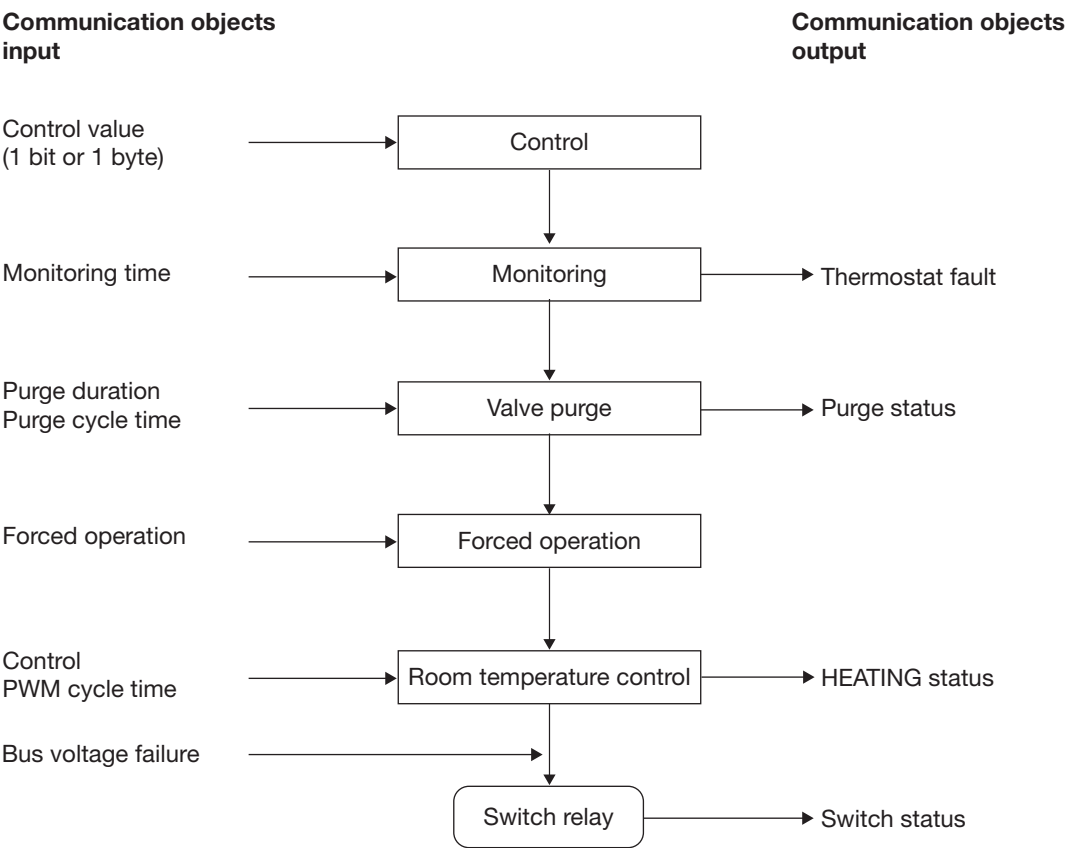 Communication objects
input
Communication objects
output
Control value
(1 bit or 1 byte)
Control
Monitoring time
Monitoring
Thermostat fault
Purge duration
Purge cycle time
Valve purge
Purge status
Forced operation
Forced operation
Control
PWM cycle time
Room temperature control
HEATING status
Bus voltage failure
Switch relay
Switch status